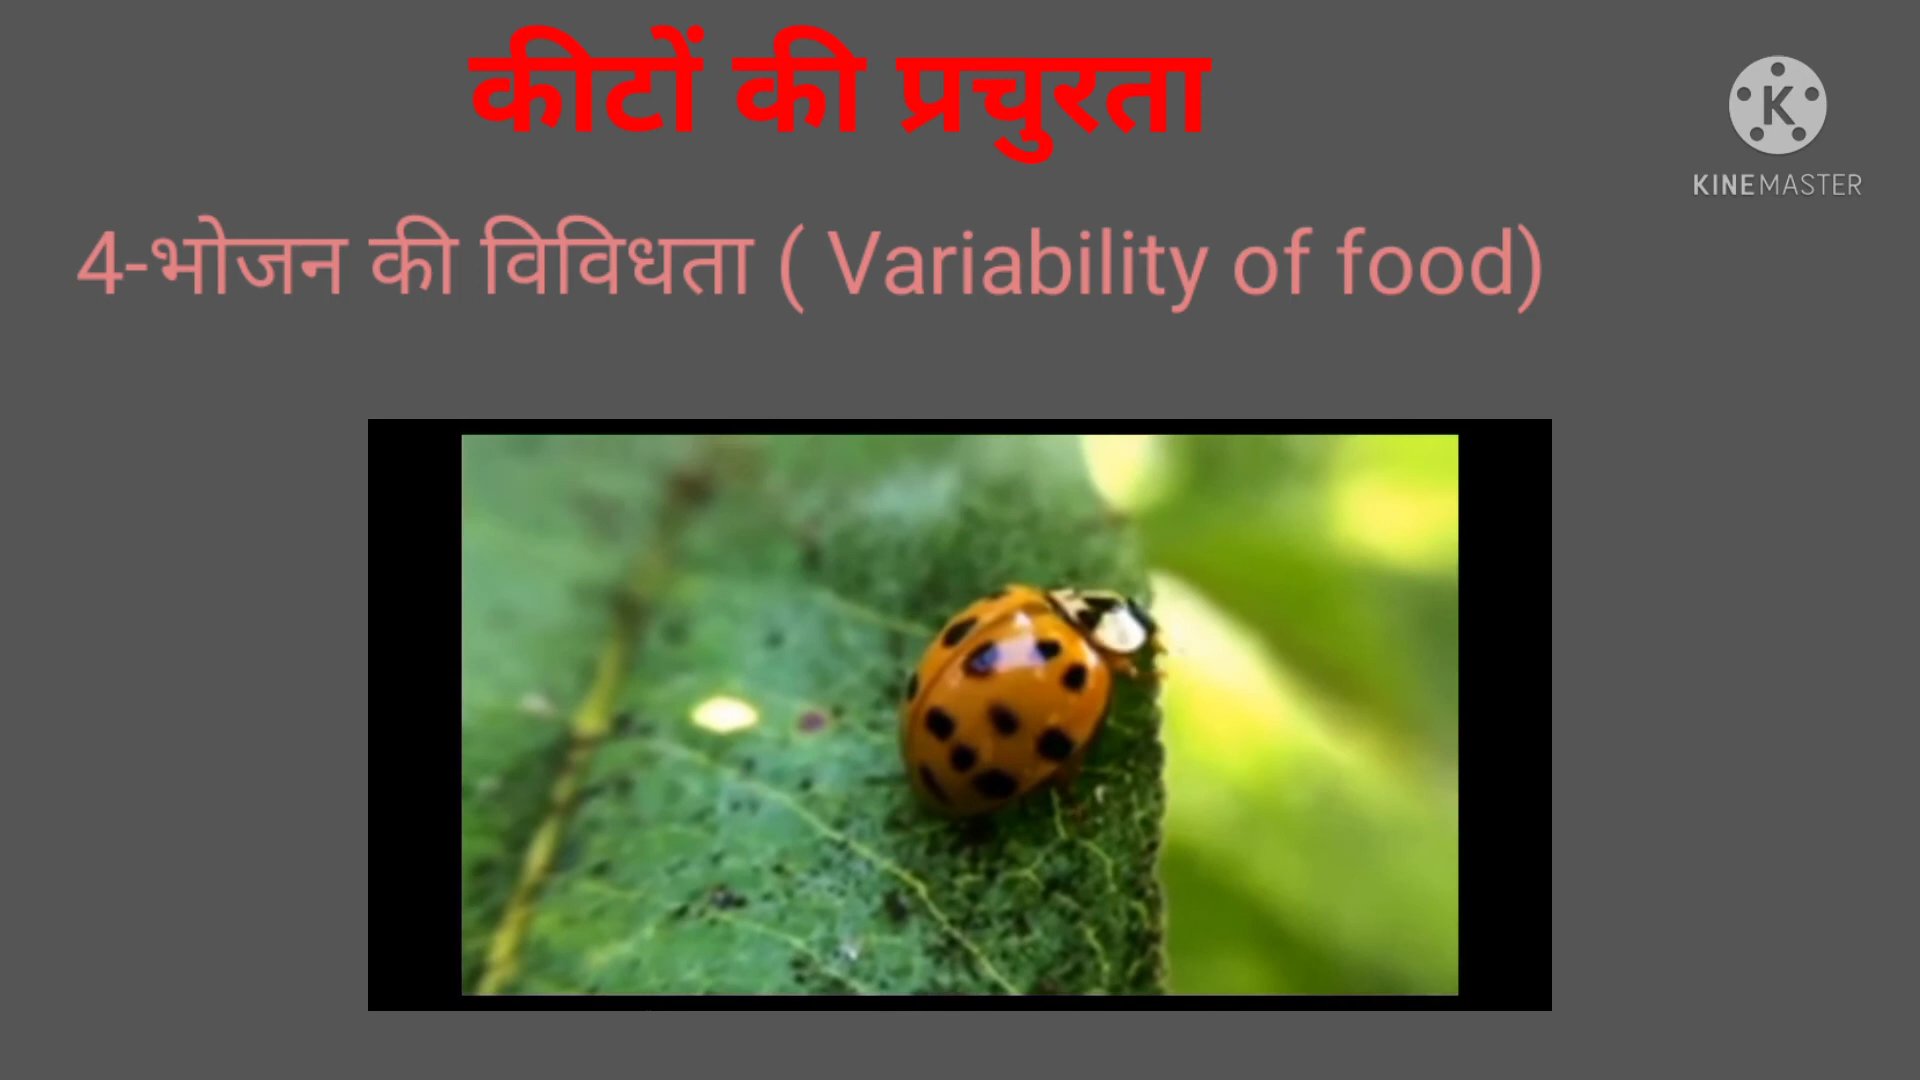 कीटों की प्रचुरता
K
KINEMASTER
4-भोजन की विविधता ( Variability of food)